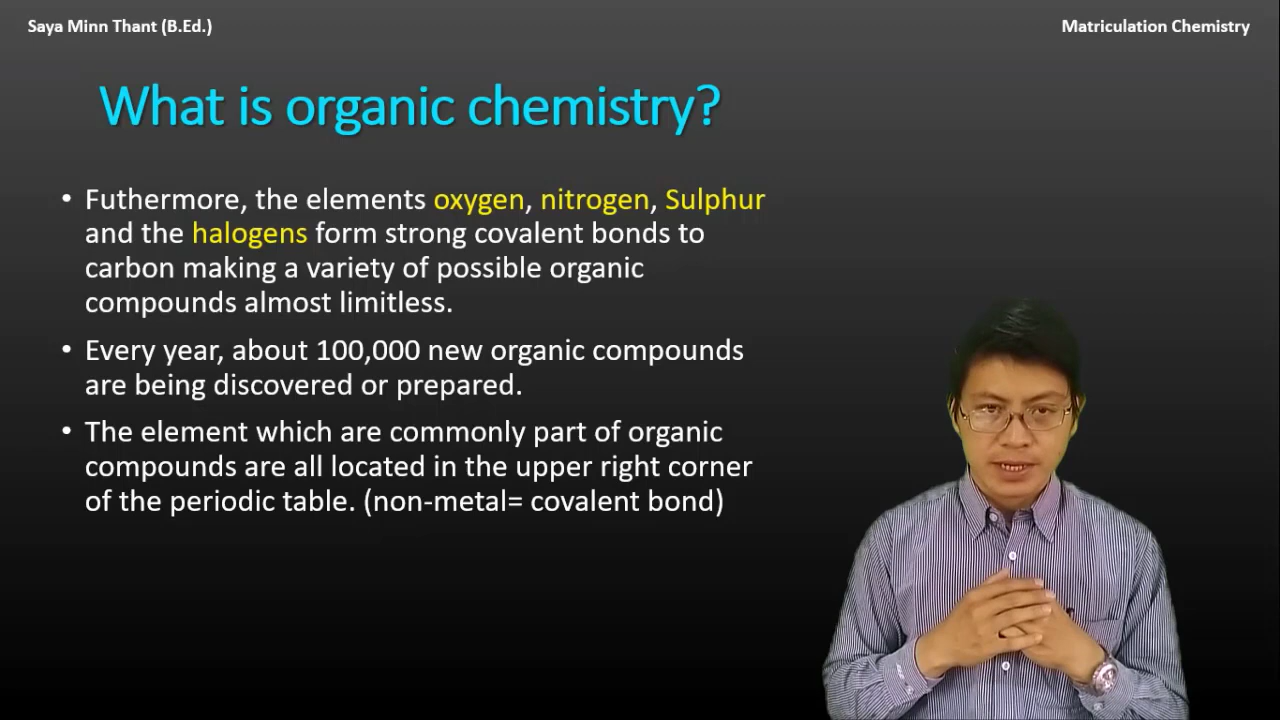 Saya Minn Thant (B.Ed.)
Matriculation Chemistry
What is organic chemistry?
• Futhermore, the elements oxygen, nitrogen, Sulphur
and the halogens form strong covalent bonds to
carbon making a variety of possible organic
compounds almost limitless.
• Every year, about 100,000 new organic compounds
are being discovered or prepared.
• The element which are commonly part of organic
compounds are all located in the upper right corner
of the periodic table. (non-metal= covalent bond)